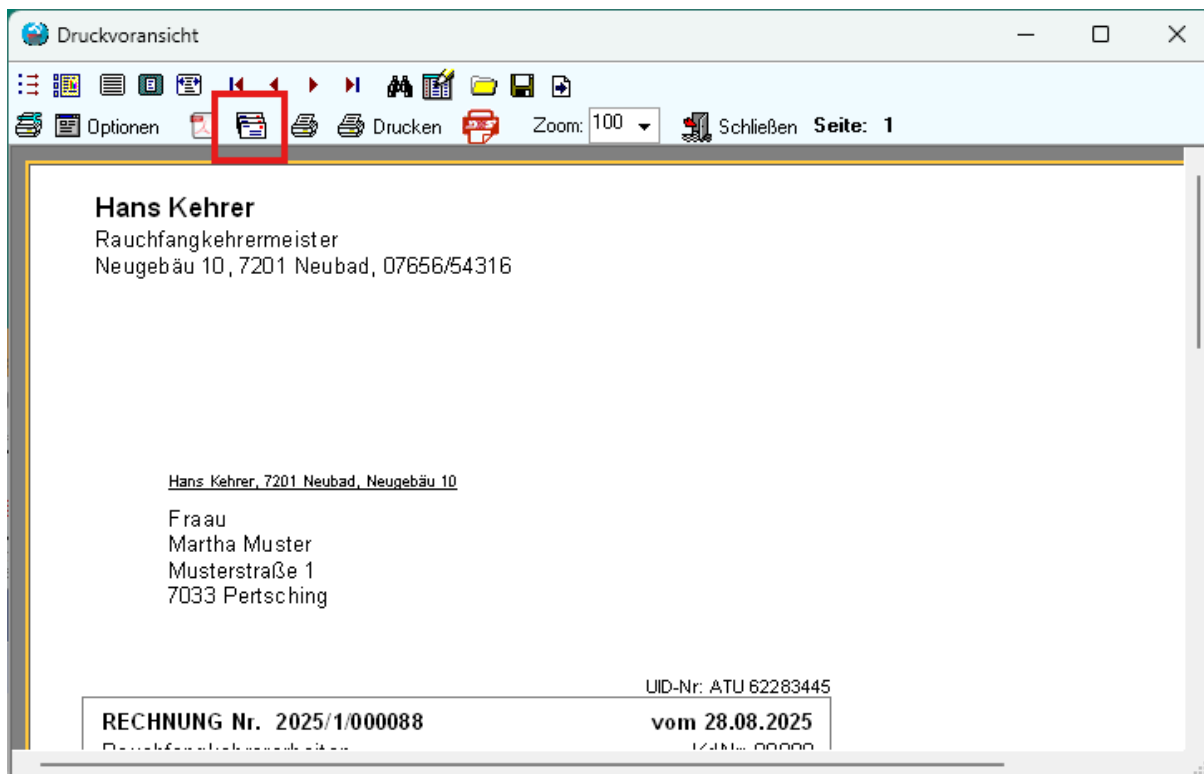 Druckvoransicht
Optionen Drucken Zoom: 100 Schließen Seite: 1
Hans Kehrer
Rauchfangkehrermeister
Neugebäu 10, 7201 Neubad, 07656/54316
Hans Kehrer, 7201 Neubad, Neugebäu 10
Fraau
Martha Muster
Musterstraße 1
7033 Pertsching
UID-Nr: ATU 62283445
RECHNUNG Nr. 2025/1/000088 vom 28.08.2025